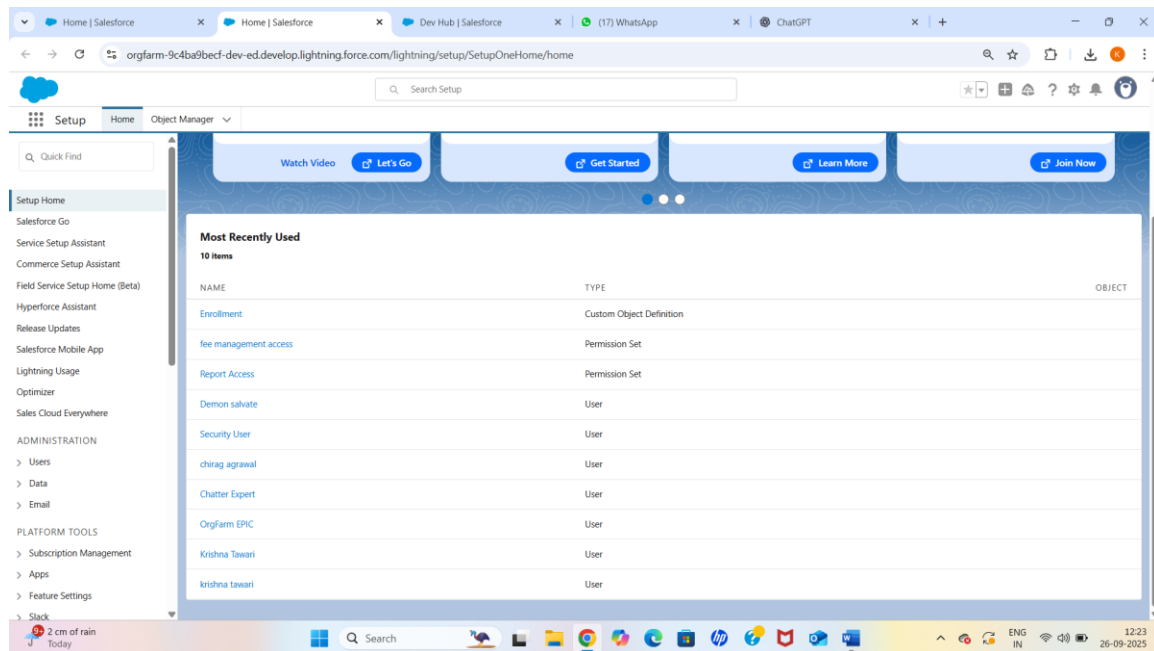 Home | Salesforce
Home | Salesforce
Dev Hub | Salesforce
(17) WhatsApp
ChatGPT
orgfarm-9c4ba9becf-dev-ed.develop.lightning.force.com/lightning/setup/SetupOneHome/home
K
Search Setup
Setup Home Object Manager
Quick Find
Setup Home
Salesforce Go
Service Setup Assistant
Commerce Setup Assistant
Field Service Setup Home (Beta)
Hyperforce Assistant
Release Updates
Salesforce Mobile App
Lightning Usage
Optimizer
Sales Cloud Everywhere
ADMINISTRATION
Users
Data
Email
PLATFORM TOOLS
Subscription Management
Apps
Feature Settings
Slack
Watch Video Let's Go Get Started Learn More Join Now
Most Recently Used
10 items
NAME TYPE OBJECT
Enrollment Custom Object Definition
fee management access Permission Set
Report Access Permission Set
Demon salvate User
Security User User
chirag agrawal User
Chatter Expert User
OrgFarm EPIC User
Krishna Tawari User
krishna tawari User
9+ 2 cm of rain
Today
Search
ENG
IN
12:23
26-09-2025